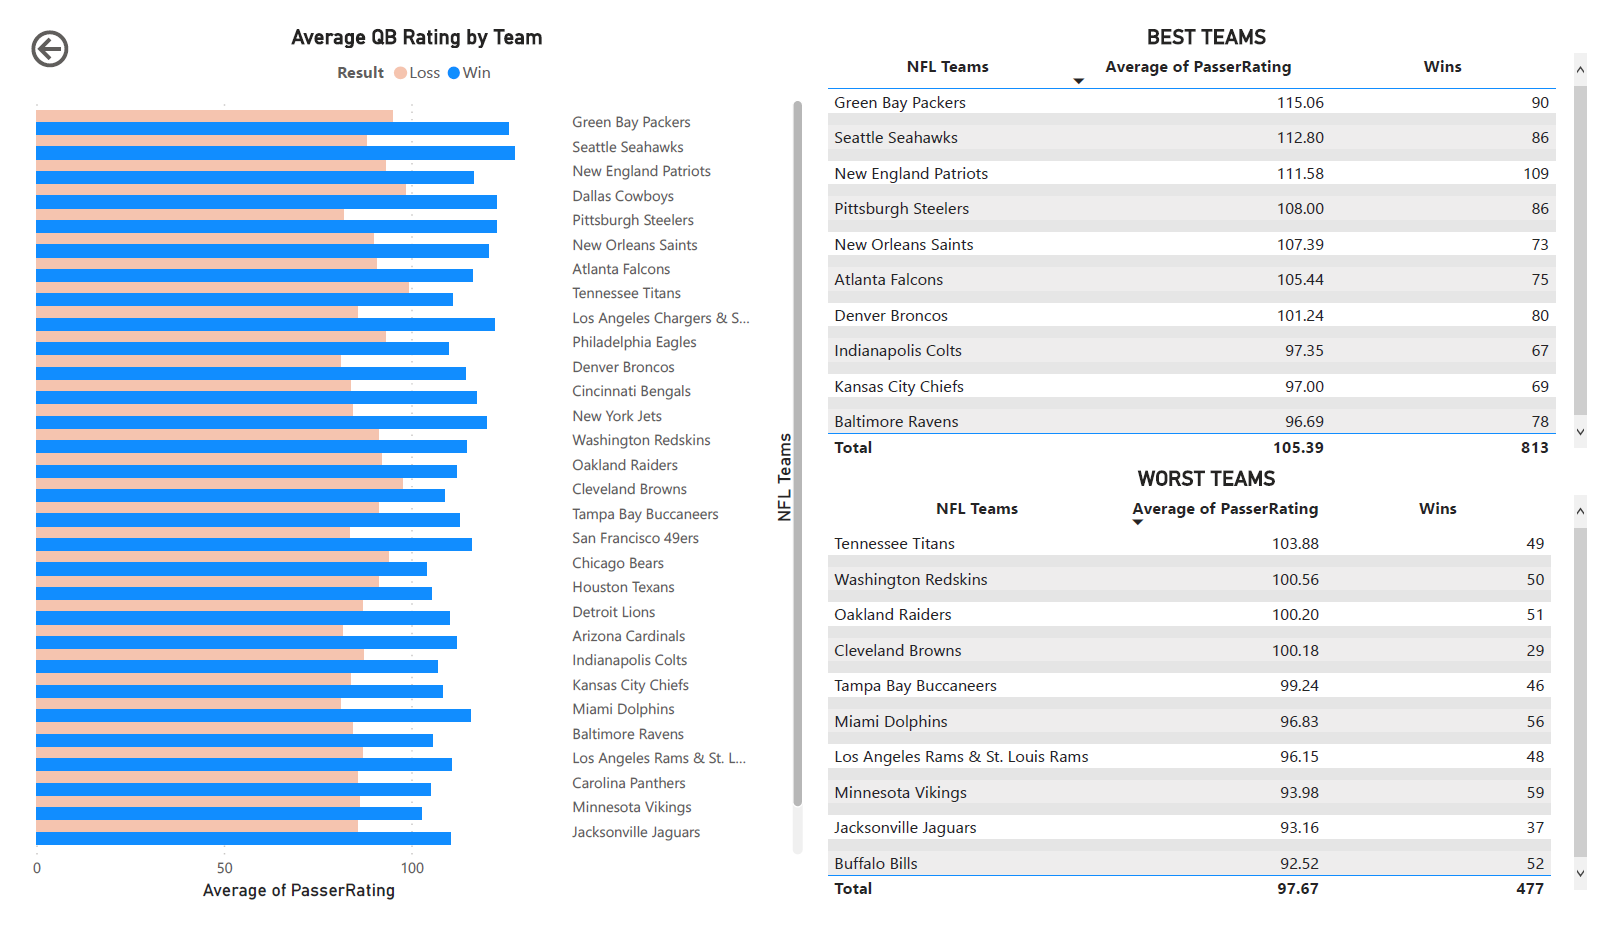 Average QB Rating by Team
Result Loss Win
Green Bay Packers
Seattle Seahawks
New England Patriots
Dallas Cowboys
Pittsburgh Steelers
New Orleans Saints
Atlanta Falcons
Tennessee Titans
Los Angeles Chargers & S...
Philadelphia Eagles
Denver Broncos
Cincinnati Bengals
New York Jets
Washington Redskins
Oakland Raiders
Cleveland Browns
Tampa Bay Buccaneers
San Francisco 49ers
Chicago Bears
Houston Texans
Detroit Lions
Arizona Cardinals
Indianapolis Colts
Kansas City Chiefs
Miami Dolphins
Baltimore Ravens
Los Angeles Rams & St. L...
Carolina Panthers
Minnesota Vikings
Jacksonville Jaguars
NFL Teams
0 50 100
Average of PasserRating
BEST TEAMS
NFL Teams Average of PasserRating Wins
Green Bay Packers 115.06 90
Seattle Seahawks 112.80 86
New England Patriots 111.58 109
Pittsburgh Steelers 108.00 86
New Orleans Saints 107.39 73
Atlanta Falcons 105.44 75
Denver Broncos 101.24 80
Indianapolis Colts 97.35 67
Kansas City Chiefs 97.00 69
Baltimore Ravens 96.69 78
Total 105.39 813
WORST TEAMS
NFL Teams Average of PasserRating Wins
Tennessee Titans 103.88 49
Washington Redskins 100.56 50
Oakland Raiders 100.20 51
Cleveland Browns 100.18 29
Tampa Bay Buccaneers 99.24 46
Miami Dolphins 96.83 56
Los Angeles Rams & St. Louis Rams 96.15 48
Minnesota Vikings 93.98 59
Jacksonville Jaguars 93.16 37
Buffalo Bills 92.52 52
Total 97.67 477